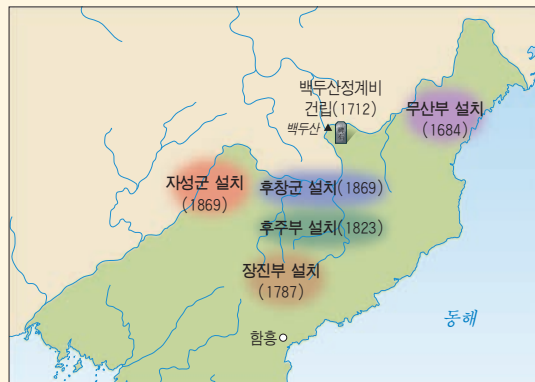 백두산정계비
건립(1712)
백두산
무산부 설치
(1684)
자성군 설치
(1869)
후창군 설치(1869)
후주부 설치(1823)
장진부 설치
(1787)
함흥
동해